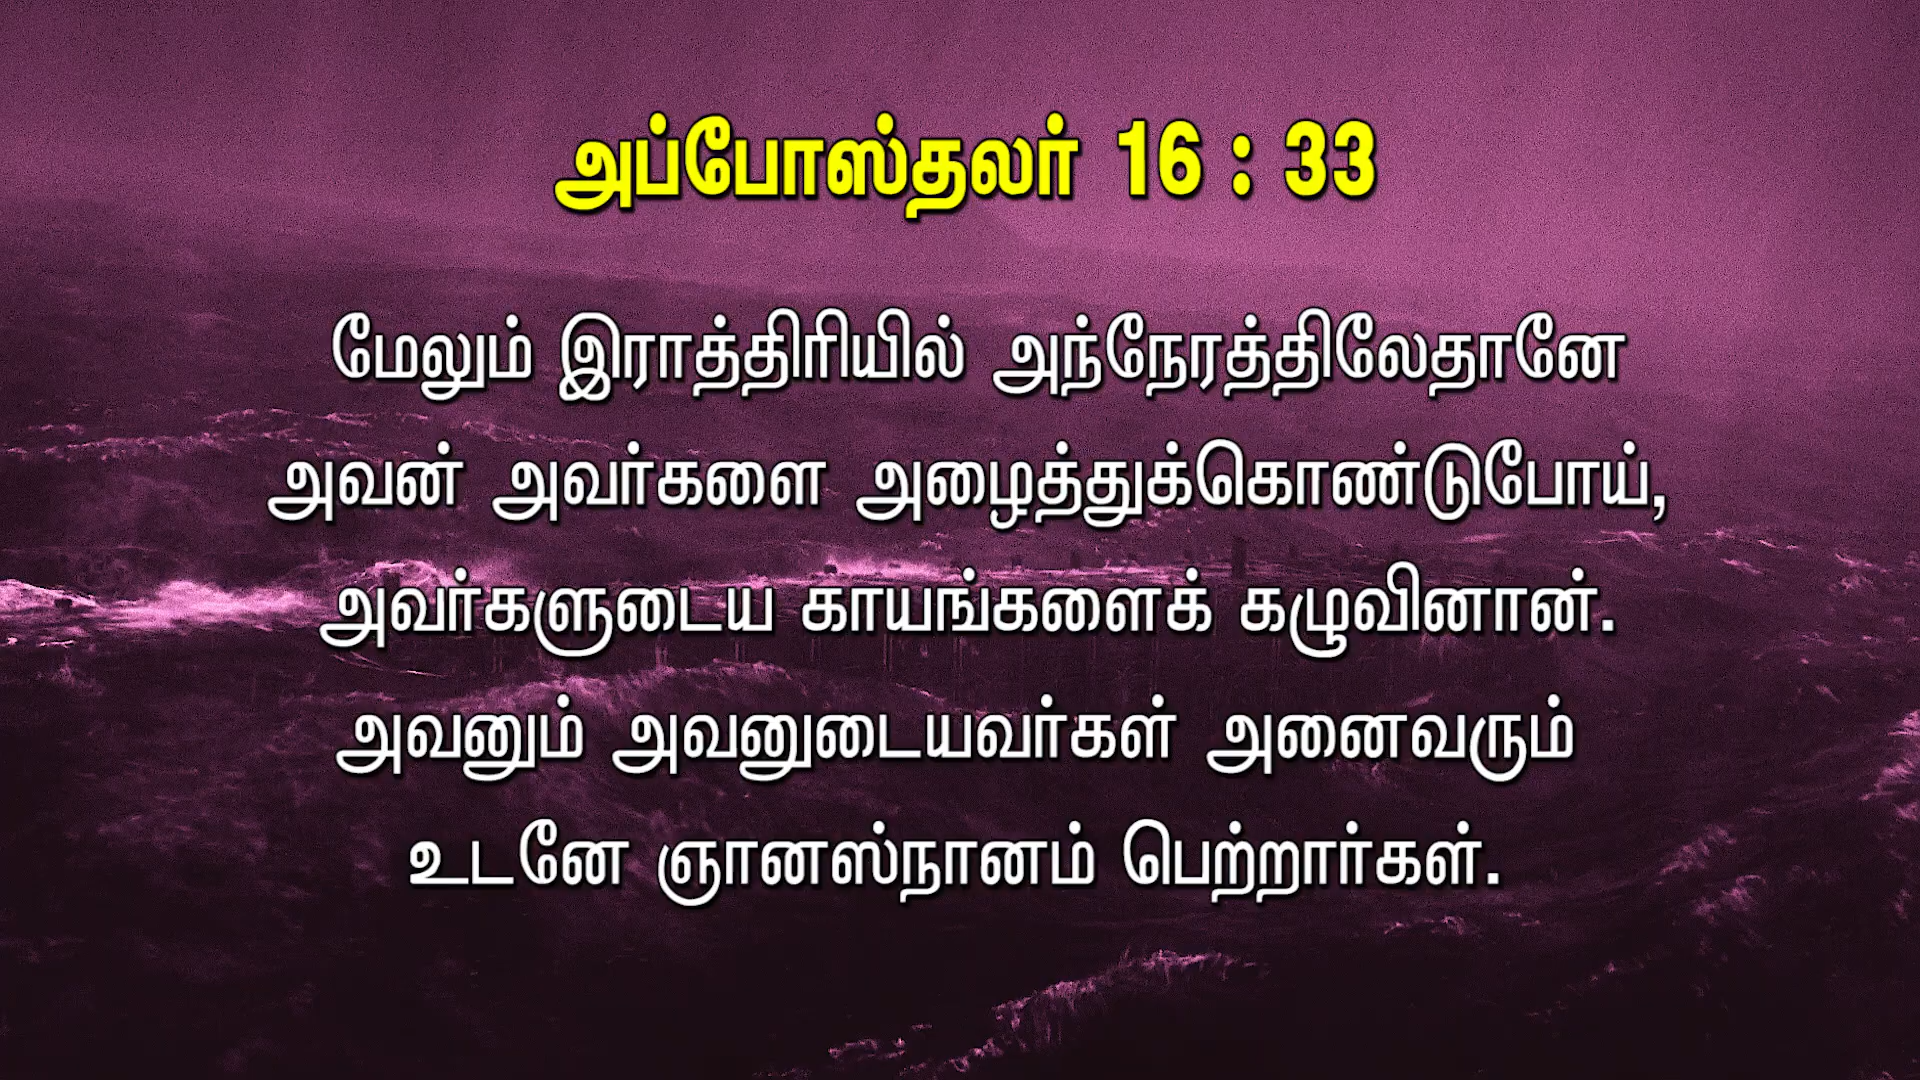 அப்போஸ்தலர் 16 : 33
மேலும் இராத்திரியில் அந்நேரத்திலேதானே
அவன் அவர்களை அழைத்துக்கொண்டுபோய்,
அவர்களுடைய காயங்களைக் கழுவினான்.
அவனும் அவனுடையவர்கள் அனைவரும்
உடனே ஞானஸ்நானம் பெற்றார்கள்.